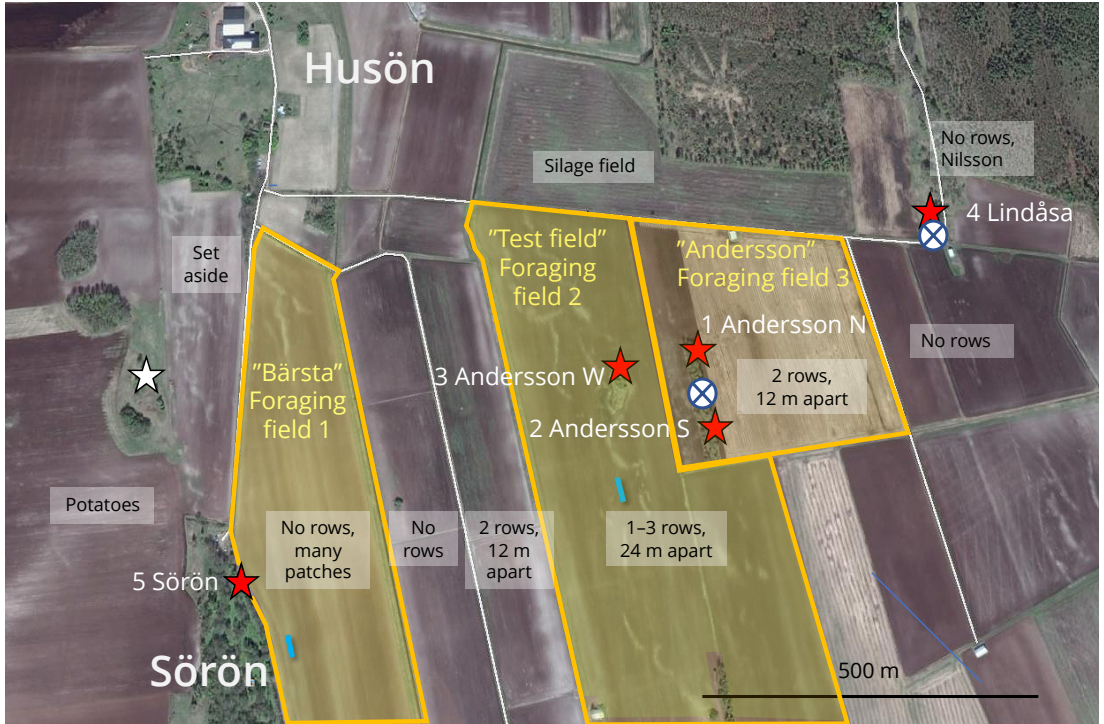 Husön
No rows,
Nilsson
Silage field
4 Lindåsa
Set
aside
”Test field”
Foraging
field 2
”Andersson”
Foraging field 3
1 Andersson N
No rows
”Bärsta”
Foraging
field 1
3 Andersson W
2 rows,
12 m apart
2 Andersson S
Potatoes
No rows,
many
patches
No
rows
2 rows,
12 m
apart
1–3 rows,
24 m apart
5 Sörön
Sörön
500 m